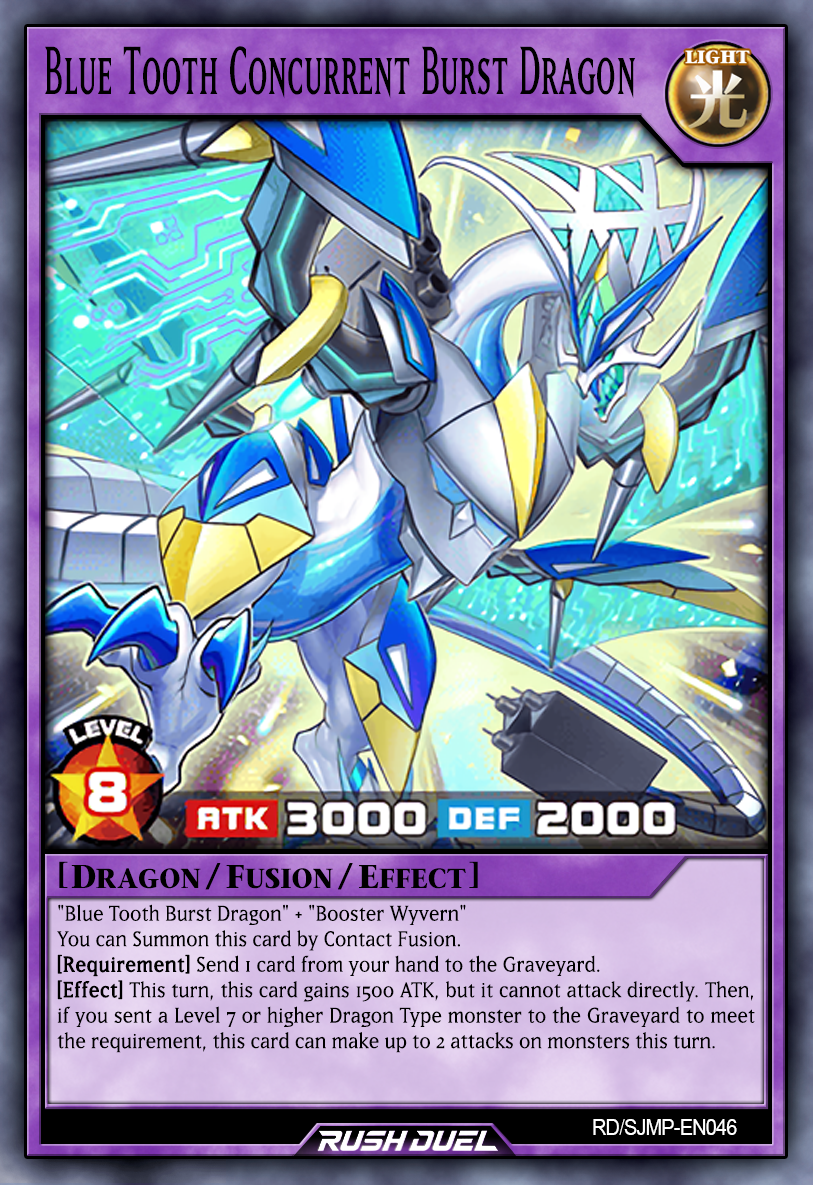 BLUE TOOTH CONCURRENT BURST DRAGON
LIGHT
光
LEVEL
8
ATK 3000 DEF 2000
[DRAGON / FUSION / EFFECT]
"Blue Tooth Burst Dragon" + "Booster Wyvern"
You can Summon this card by Contact Fusion.
[Requirement] Send 1 card from your hand to the Graveyard.
[Effect] This turn, this card gains 1500 ATK, but it cannot attack directly. Then,
if you sent a Level 7 or higher Dragon Type monster to the Graveyard to meet
the requirement, this card can make up to 2 attacks on monsters this turn.
RD/SJMP-EN046
RUSH DUEL